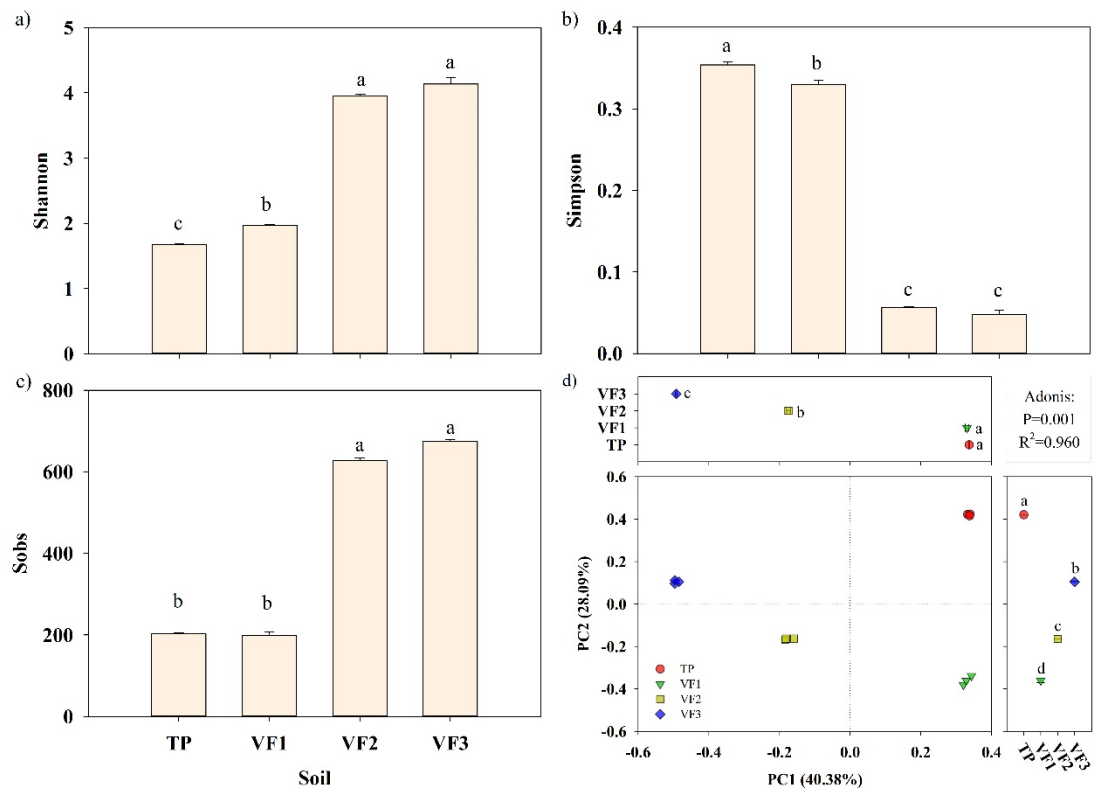 a)
5
4
3
2
1
0
Shannon
c
b
a
a
b)
0.4
0.3
0.2
0.1
0.0
Simpson
a
b
c
c
c)
800
600
400
200
0
Sobs
b
b
a
a
TP VF1 VF2 VF3
Soil
d)
VF3
VF2
VF1
TP
c
b
a
a
Adonis:
P=0.001
R²=0.960
0.6
0.4
0.2
0.0
-0.2
-0.4
-0.6
PC2 (28.09%)
TP
VF1
VF2
VF3
-0.6 -0.4 -0.2 0.0 0.2 0.4
PC1 (40.38%)
a
b
c
d
TP VF1 VF2 VF3